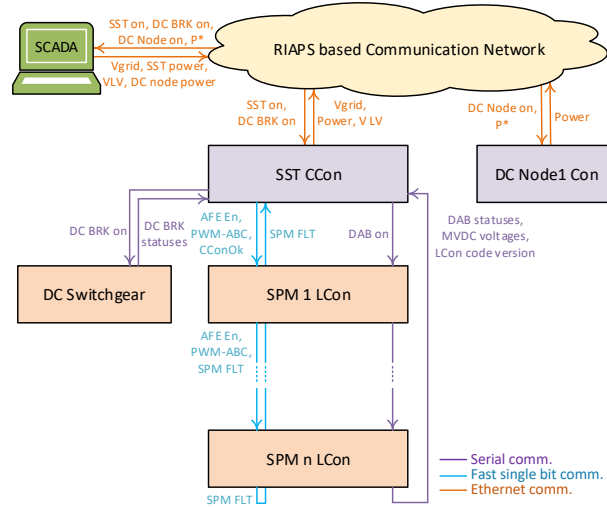 SCADA
SST on, DC BRK on,
DC Node on, P*
Vgrid, SST power,
VLV, DC node power
RIAPS based Communication Network
SST on,
DC BRK on
Vgrid,
Power, V LV
DC Node on,
P*
Power
SST CCon
DC Node1 Con
DC BRK on
DC BRK
statuses
AFE En,
PWM-ABC,
CConOk
SPM FLT
DAB on
DAB statuses,
MVDC voltages,
LCon code version
DC Switchgear
SPM 1 LCon
AFE En,
PWM-ABC,
SPM FLT
SPM n LCon
SPM FLT
Serial comm.
Fast single bit comm.
Ethernet comm.